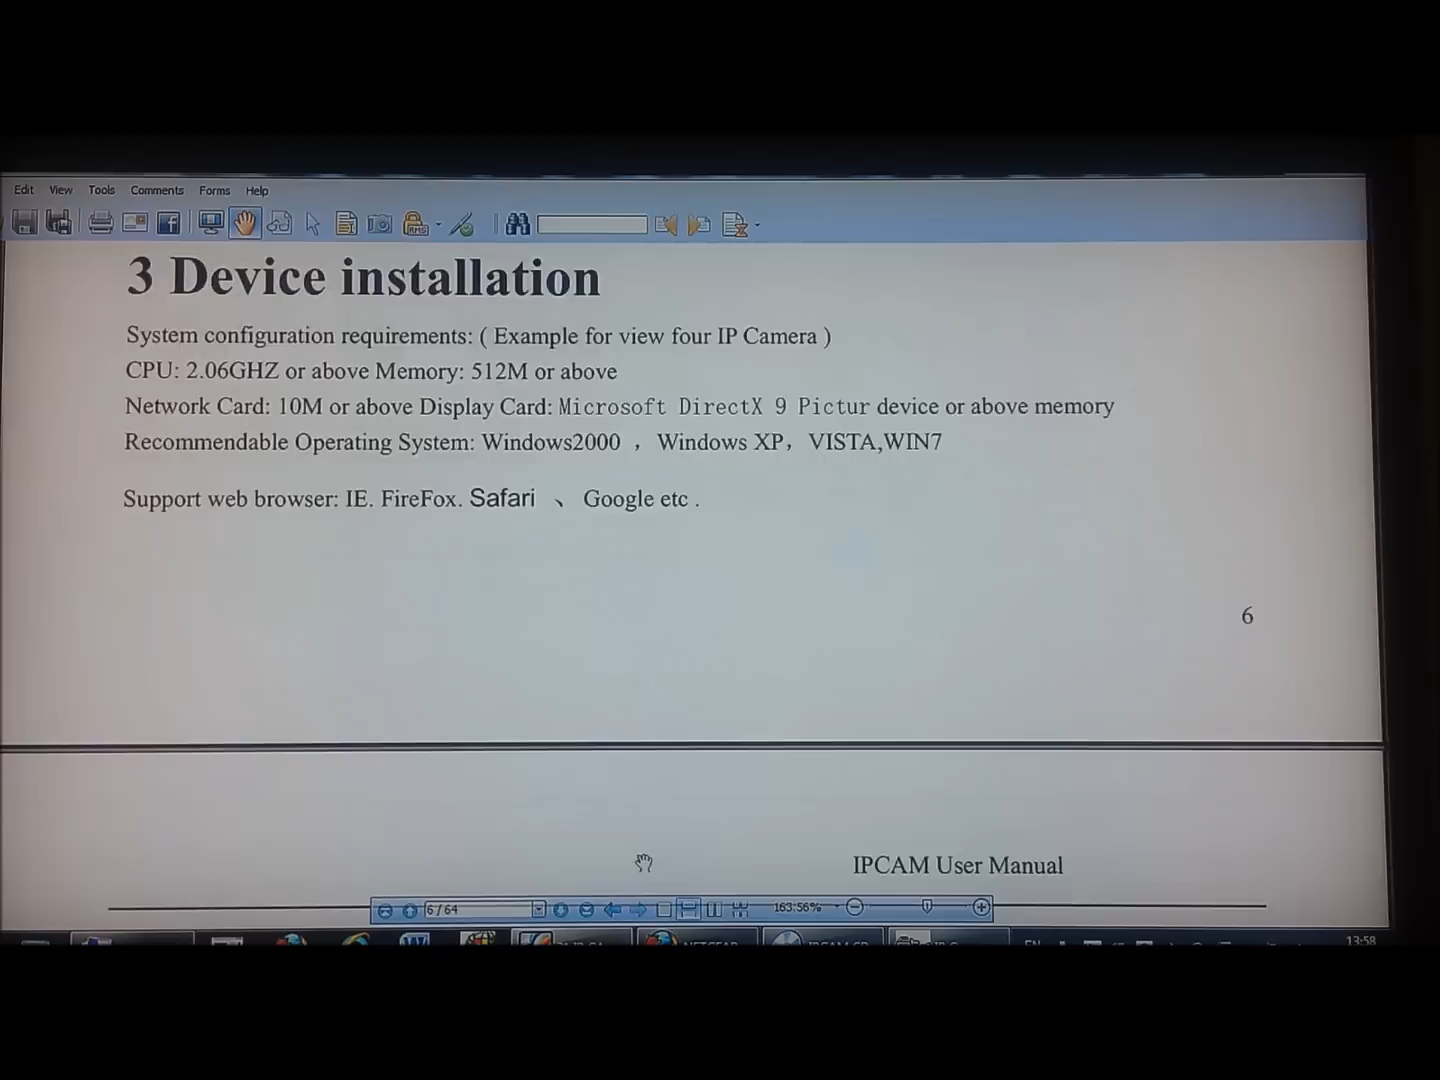 Edit View Tools Comments Forms Help
RMS
3 Device installation
System configuration requirements: ( Example for view four IP Camera )
CPU: 2.06GHZ or above Memory: 512M or above
Network Card: 10M or above Display Card: Microsoft DirectX 9 Pictur device or above memory
Recommendable Operating System: Windows2000 ， Windows XP，VISTA,WIN7
Support web browser: IE. FireFox. Safari 、 Google etc .
6
IPCAM User Manual
6 / 64
163.56%
13:58